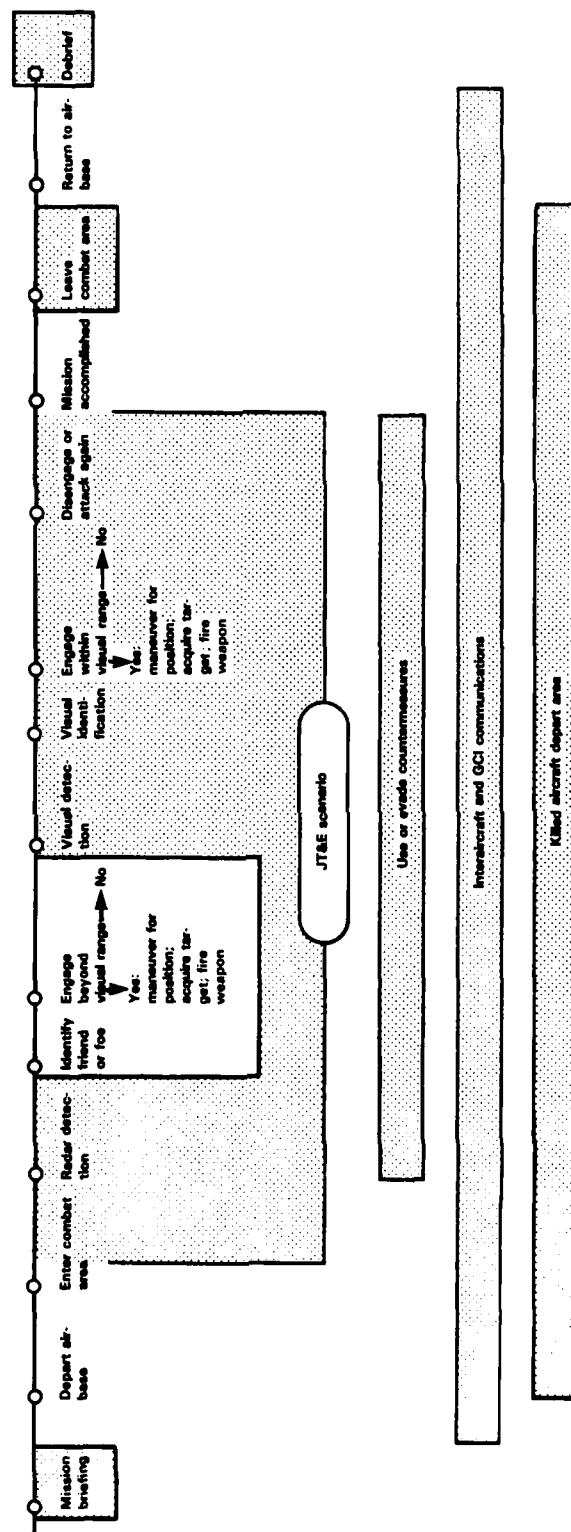 Mission
briefing
Depart air-
base
Enter combat
area
Radar detec-
tion
Identify
friend
or foe
Engage
beyond
visual range → No
Yes:
maneuver for
position;
acquire tar-
get; fire
weapon
Visual detec-
tion
Visual
identi-
fication
Engage
within
visual range → No
Yes:
maneuver for
position;
acquire tar-
get; fire
weapon
Disengage or
attack again
Mission
accomplished
Leave
combat area
Return to air-
base
Debrief
JT&E scenario
Use or evade countermeasures
Interaircraft and GCI communications
Killed aircraft depart area